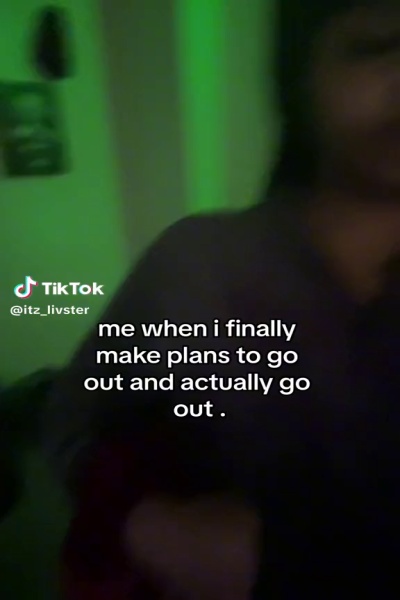 TikTok
@itz_livster
me when i finally
make plans to go
out and actually go
out .